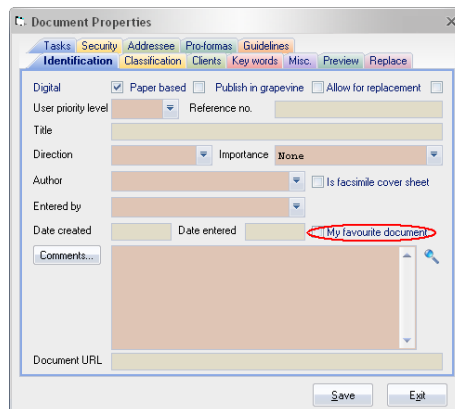 Document Properties
Tasks Security Addressee Pro-formas Guidelines
Identification Classification Clients Key words Misc. Preview Replace
Digital Paper based Publish in grapevine Allow for replacement
User priority level Reference no.
Title
Direction Importance None
Author Is facsimile cover sheet
Entered by
Date created Date entered My favourite document
Comments...
Document URL
Save Exit